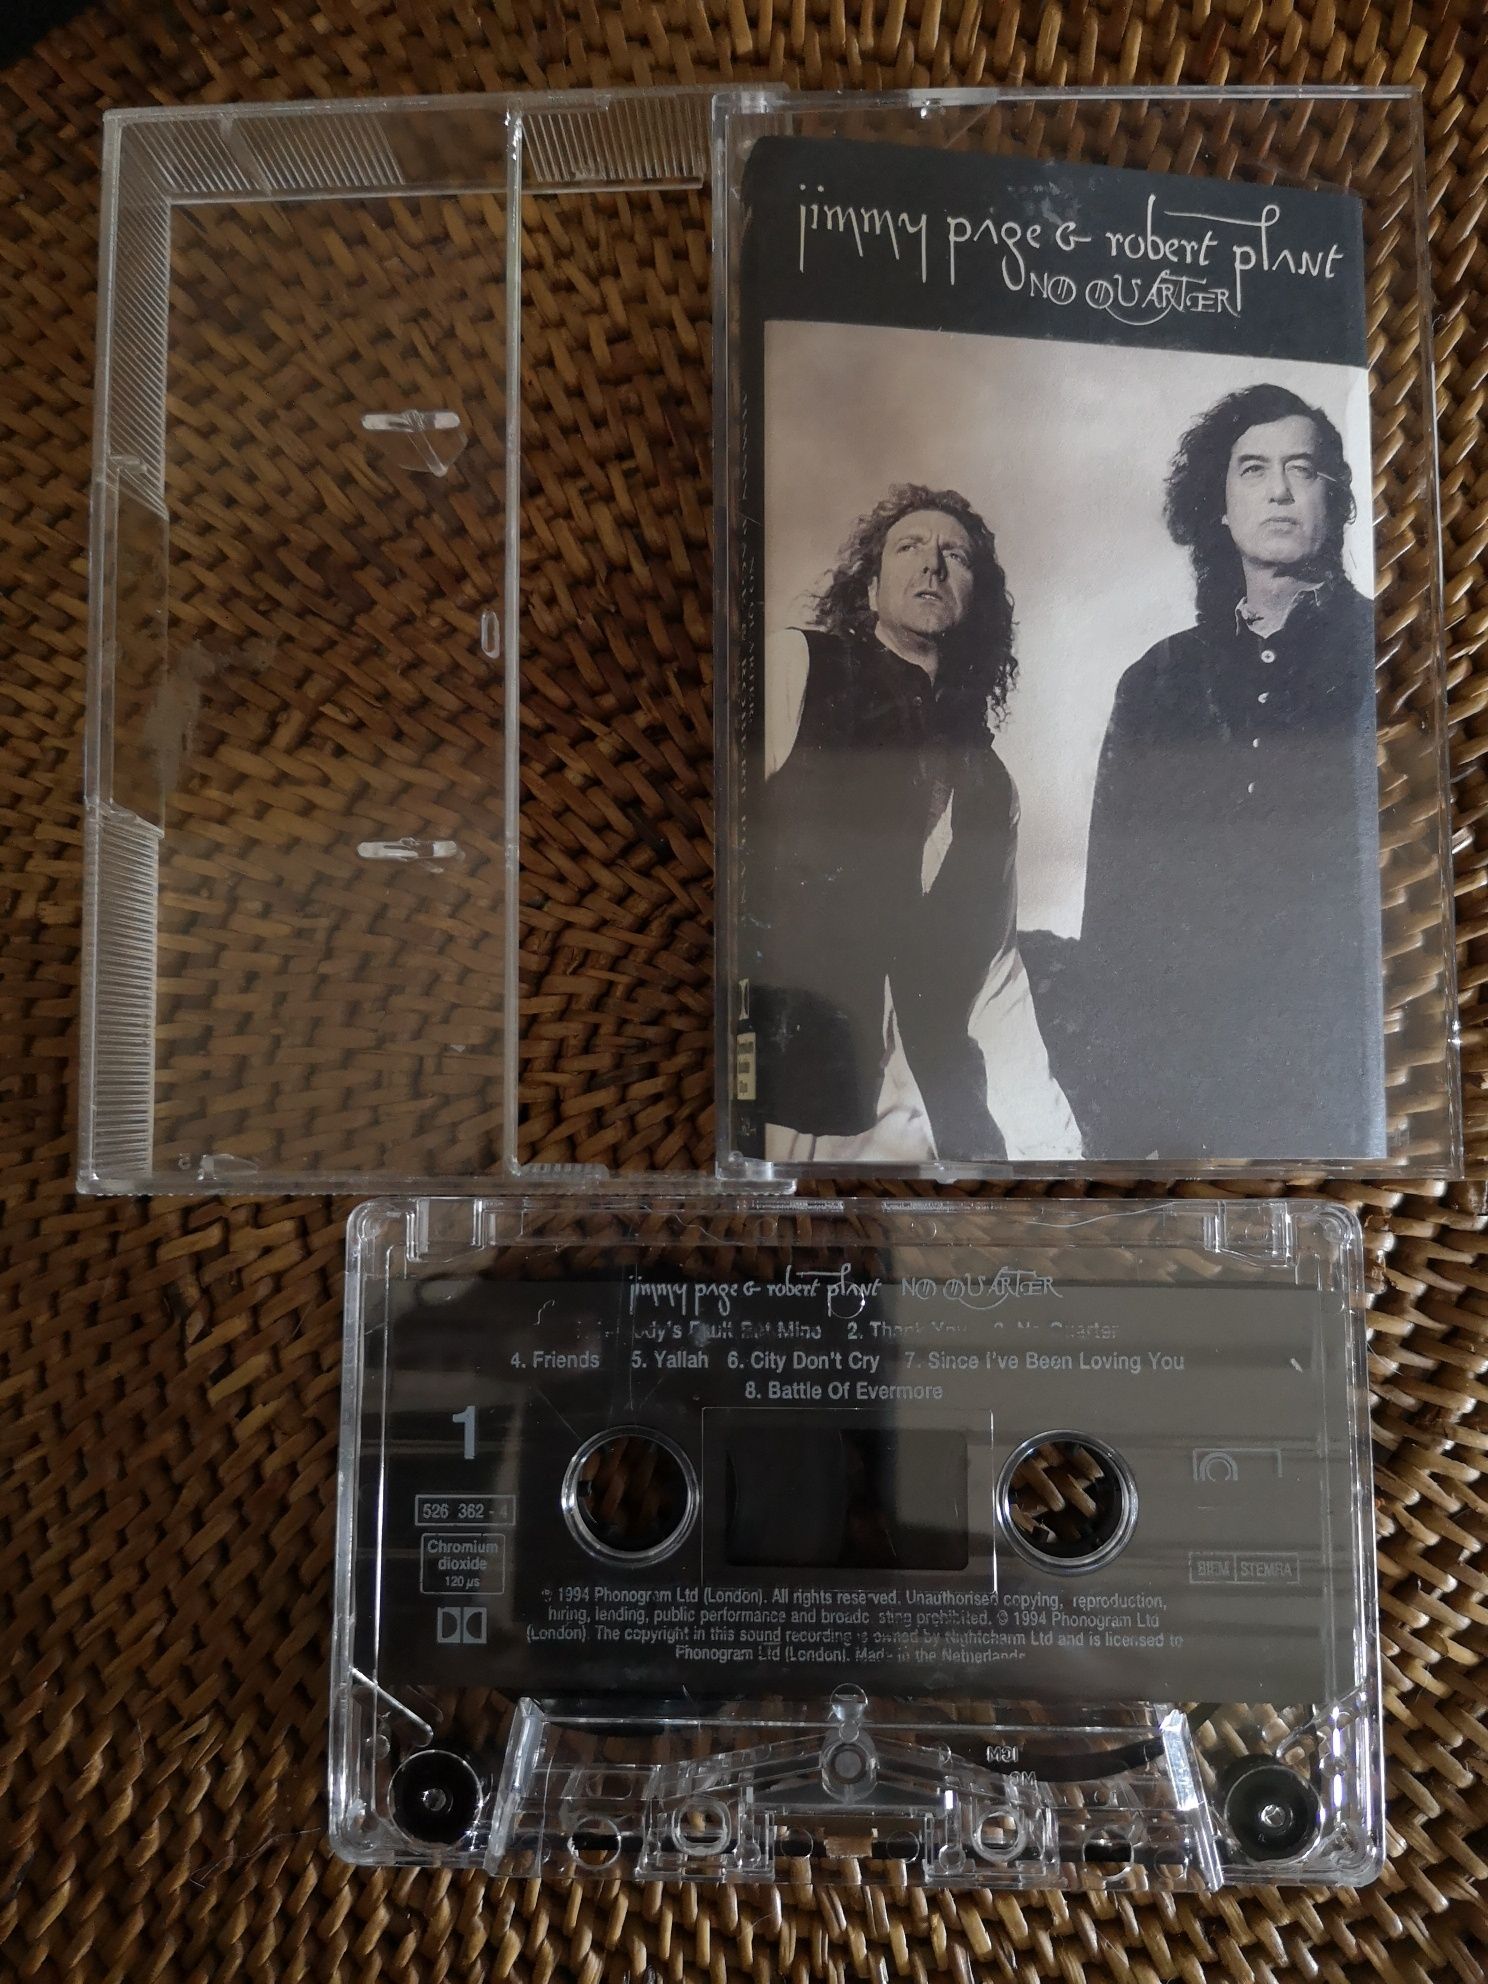 jimmy page & robert plant
NO QUARTER
jimmy page & robert plant NO QUARTER
But Mine 2. Thank You 3. No Quarter
4. Friends 5. Yallah 6. City Don't Cry 7. Since I've Been Loving You
8. Battle Of Evermore
1
526 362 - 4
Chromium
dioxide
120 µs
BIEM STEMRA
℗ 1994 Phonogram Ltd (London). All rights reserved. Unauthorised copying, reproduction,
hiring, lending, public performance and broadcasting prohibited. © 1994 Phonogram Ltd
(London). The copyright in this sound recording is owned by Nightcharm Ltd and is licensed to
Phonogram Ltd (London). Made in the Netherlands